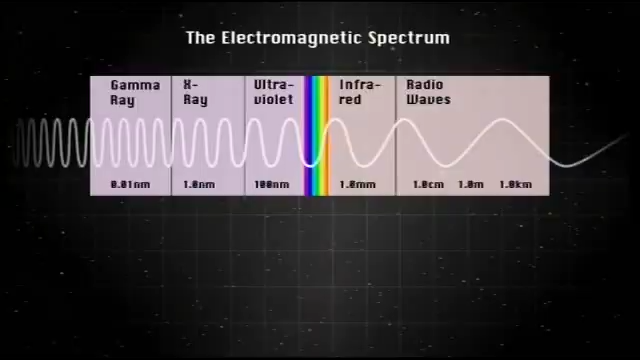 The Electromagnetic Spectrum
Gamma
Ray
X-
Ray
Ultra-
violet
Infra-
red
Radio
Waves
0.01nm
1.0nm
100nm
1.0mm
1.0cm
1.0m
1.0km